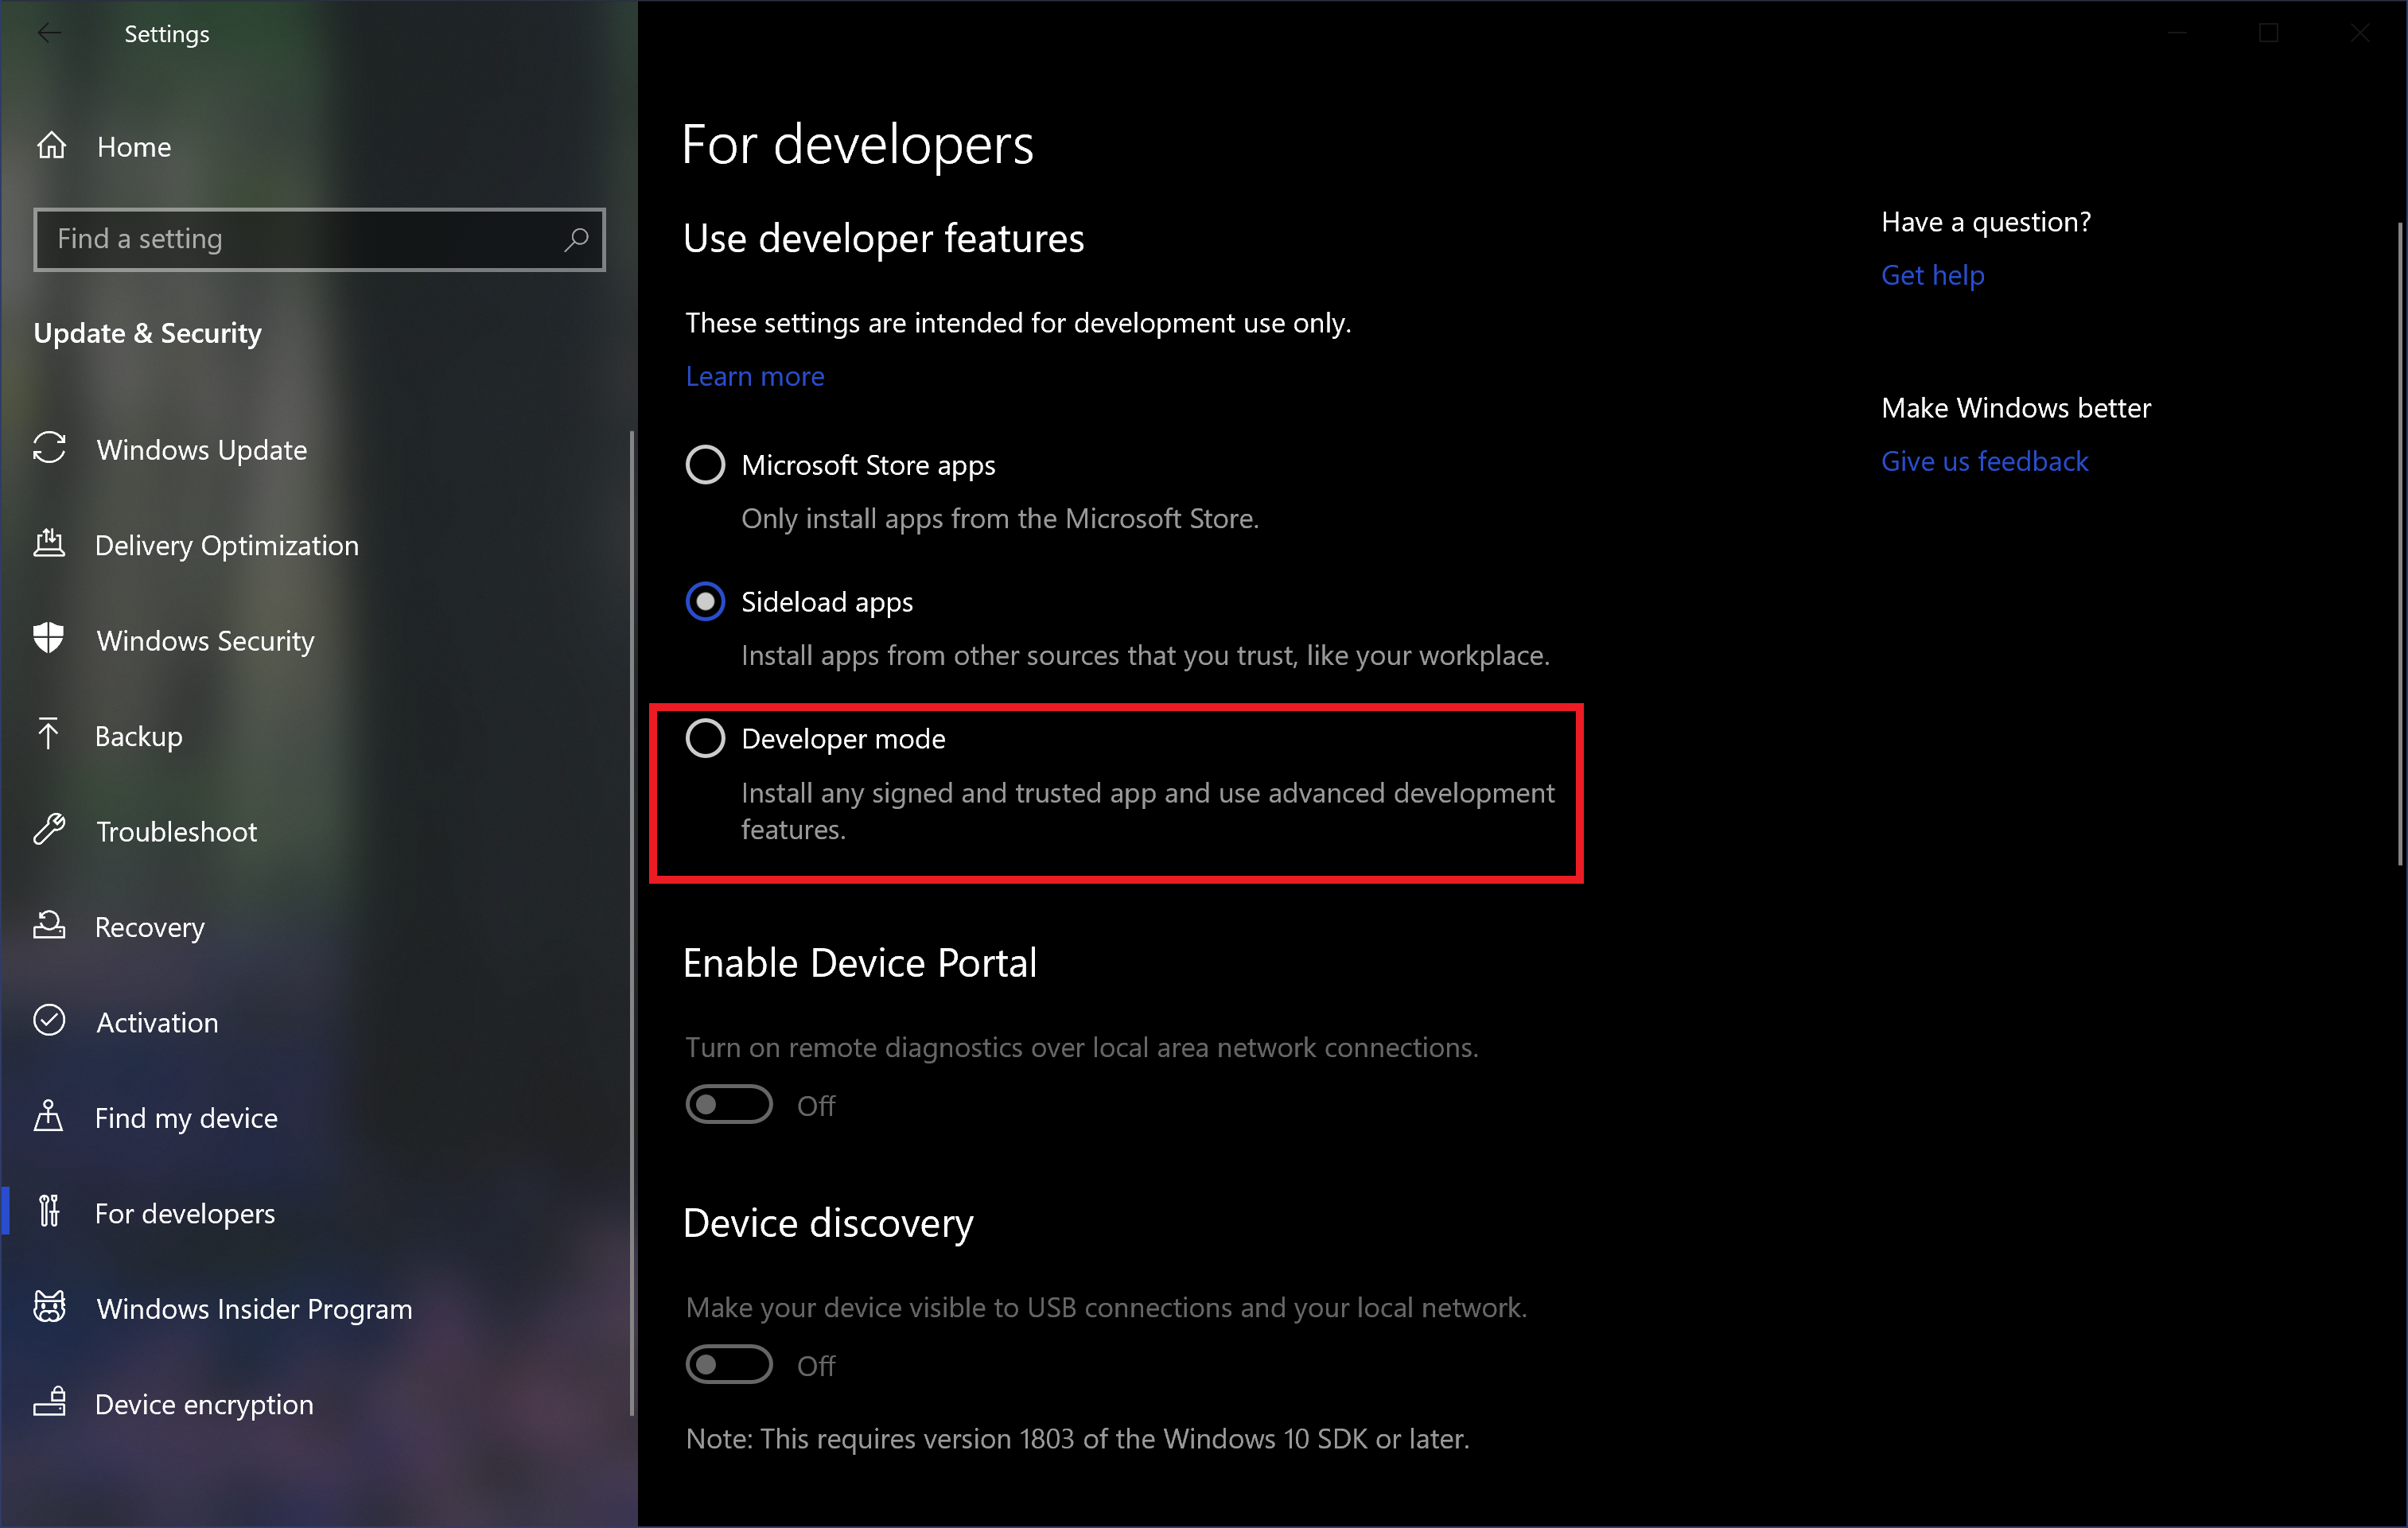 Settings
Home
Find a setting
Update & Security
Windows Update
Delivery Optimization
Windows Security
Backup
Troubleshoot
Recovery
Activation
Find my device
For developers
Windows Insider Program
Device encryption
For developers
Use developer features
These settings are intended for development use only.
Learn more
Microsoft Store apps
Only install apps from the Microsoft Store.
Sideload apps
Install apps from other sources that you trust, like your workplace.
Developer mode
Install any signed and trusted app and use advanced development
features.
Enable Device Portal
Turn on remote diagnostics over local area network connections.
Off
Device discovery
Make your device visible to USB connections and your local network.
Off
Note: This requires version 1803 of the Windows 10 SDK or later.
Have a question?
Get help
Make Windows better
Give us feedback